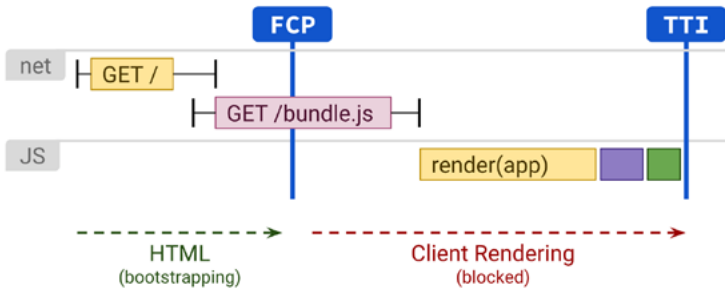 FCP
TTI
net
GET /
GET /bundle.js
JS
render(app)
HTML
(bootstrapping)
Client Rendering
(blocked)